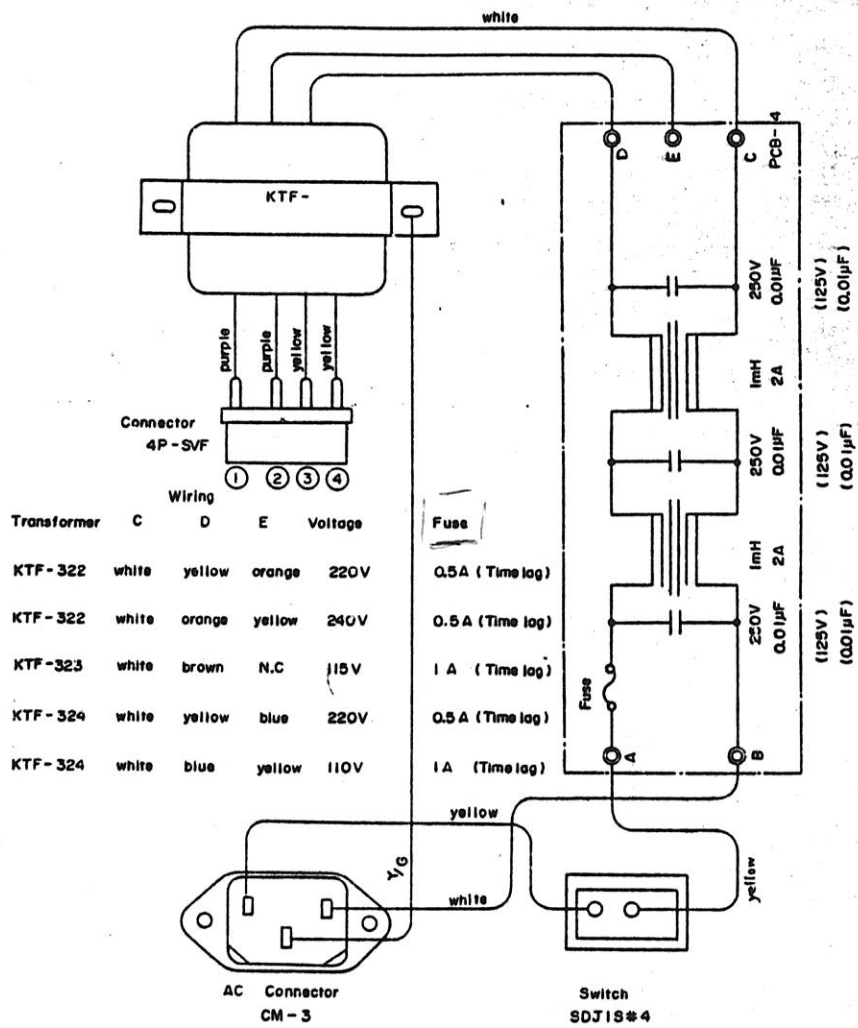 white
D
E
C
PCB-4
KTF-
250V
0.01µF
(125V)
(0.01µF)
purple
purple
yellow
yellow
1mH
2A
Connector
4P-SVF
250V
0.01µF
(125V)
(0.01µF)
1 2 3 4
Wiring
Transformer C D E Voltage Fuse
KTF-322 white yellow orange 220V 0.5A (Time lag)
KTF-322 white orange yellow 240V 0.5A (Time lag)
KTF-323 white brown N.C 115V 1A (Time lag)
KTF-324 white yellow blue 220V 0.5A (Time lag)
KTF-324 white blue yellow 110V 1A (Time lag)
1mH
2A
250V
0.01µF
(125V)
(0.01µF)
Fuse
A
B
yellow
Y/G
white
yellow
AC Connector
CM-3
Switch
SDJ1S#4